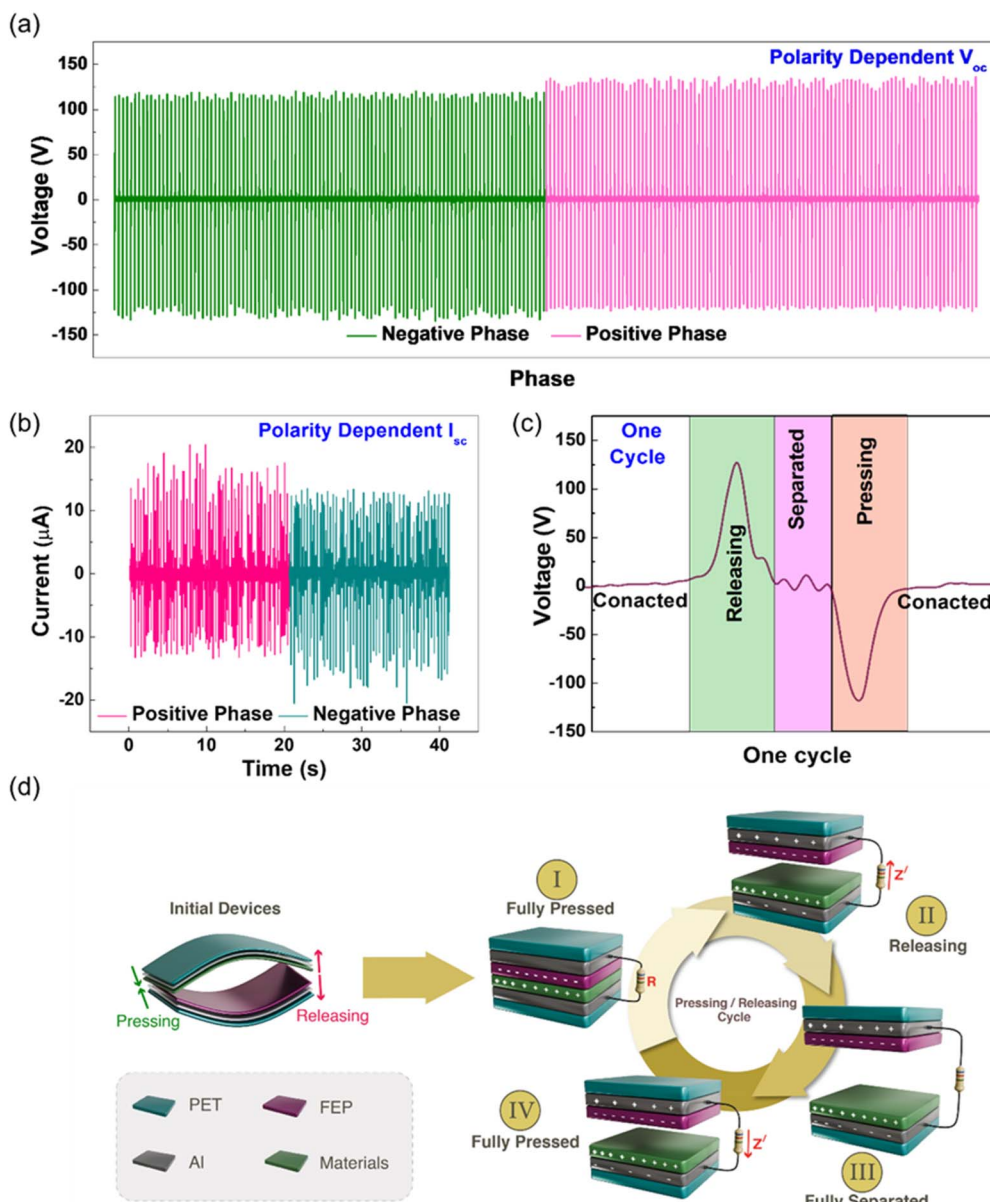 (a)
Polarity Dependent Voc
150
100
50
0
-50
-100
-150
Voltage (V)
Negative Phase
Positive Phase
Phase
(b)
Polarity Dependent Isc
20
10
0
-10
-20
Current (μA)
Positive Phase
Negative Phase
0
10
20
30
40
Time (s)
(c)
One
Cycle
150
100
50
0
-50
-100
-150
Voltage (V)
Conacted
Releasing
Separated
Pressing
Conacted
One cycle
(d)
Initial Devices
Pressing
Releasing
PET
FEP
Al
Materials
I
Fully Pressed
R
Z′
II
Releasing
Pressing / Releasing
Cycle
IV
Fully Pressed
Z′
III
Fully Separated